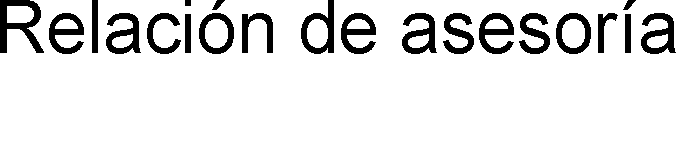 Relación de asesoría